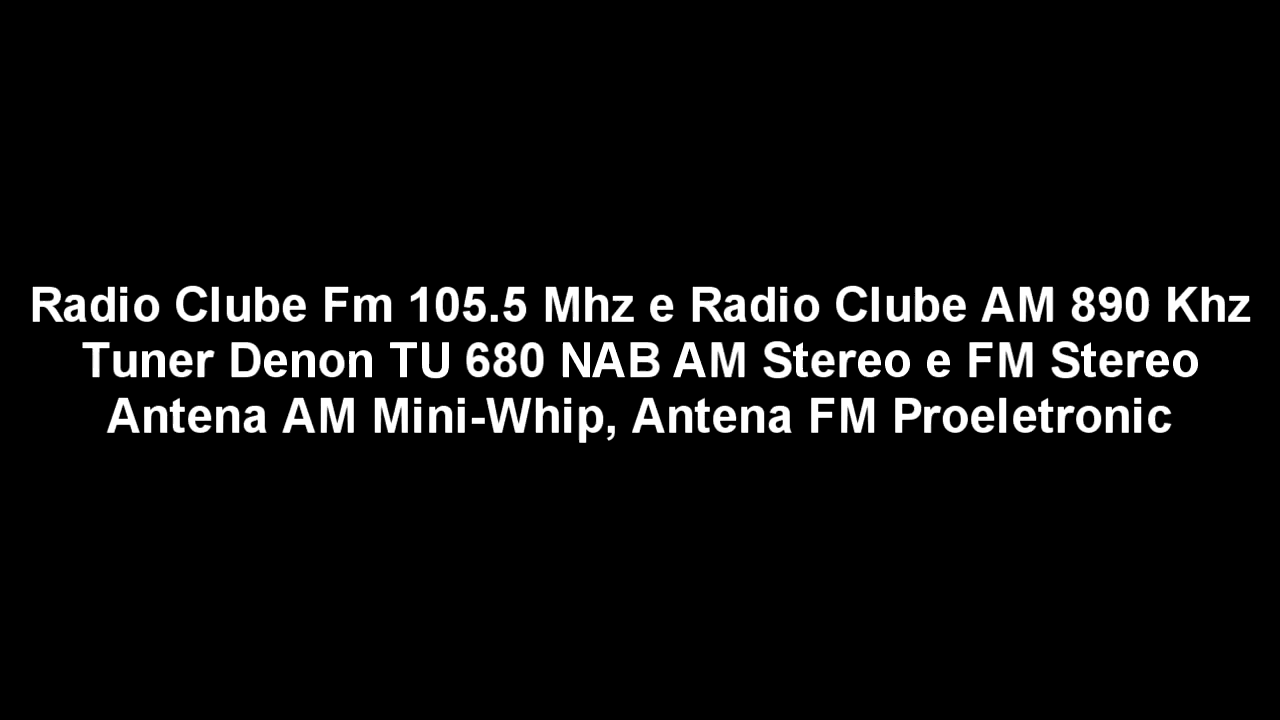 Radio Clube Fm 105.5 Mhz e Radio Clube AM 890 Khz
Tuner Denon TU 680 NAB AM Stereo e FM Stereo
Antena AM Mini-Whip, Antena FM Proeletronic